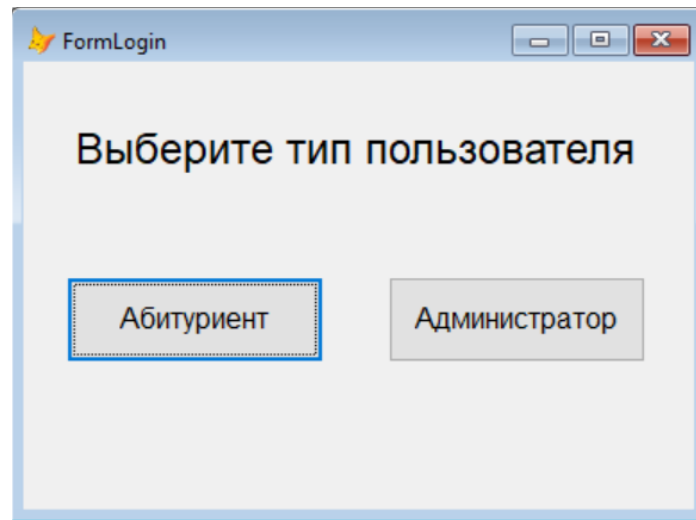 FormLogin
Выберите тип пользователя
Абитуриент Администратор